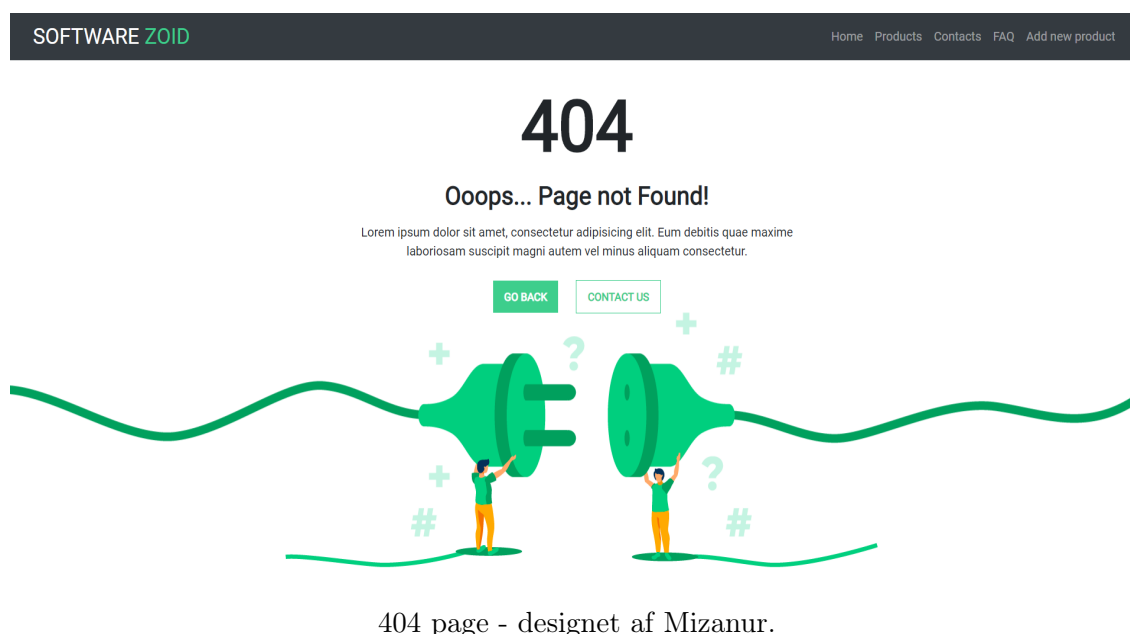 SOFTWARE ZOID
Home Products Contacts FAQ Add new product
404
Ooops... Page not Found!
Lorem ipsum dolor sit amet, consectetur adipisicing elit. Eum debitis quae maxime
laboriosam suscipit magni autem vel minus aliquam consectetur.
GO BACK CONTACT US
+ ? + #
+ ? # #
404 page - designet af Mizanur.